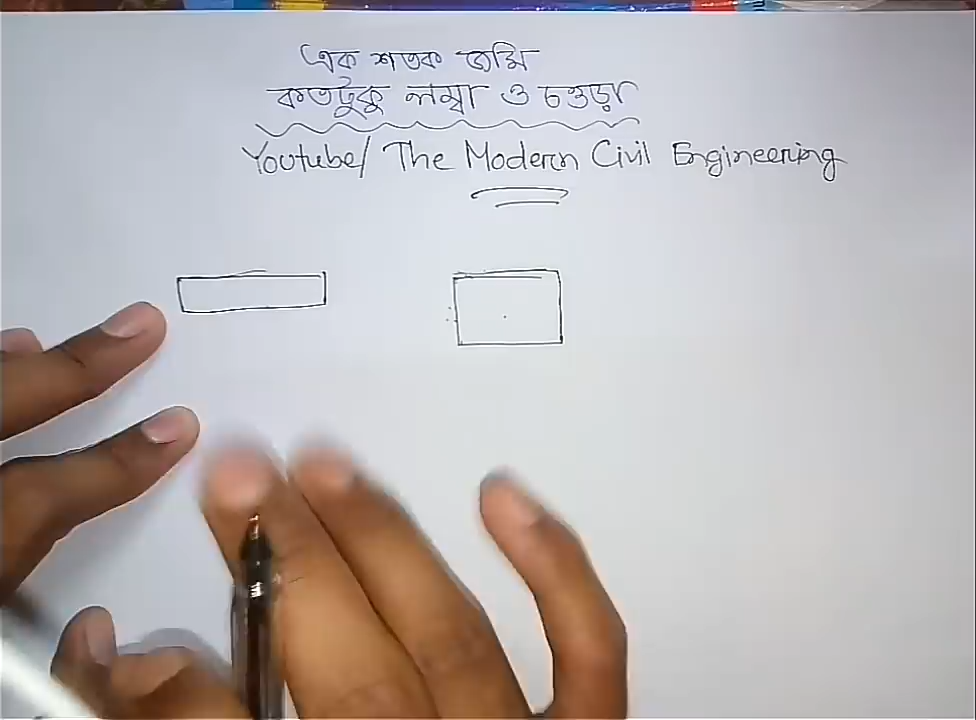 এক শতক জমি
কতটুকু লম্বা ও চওড়া
Youtube/ The Modern Civil Engineering